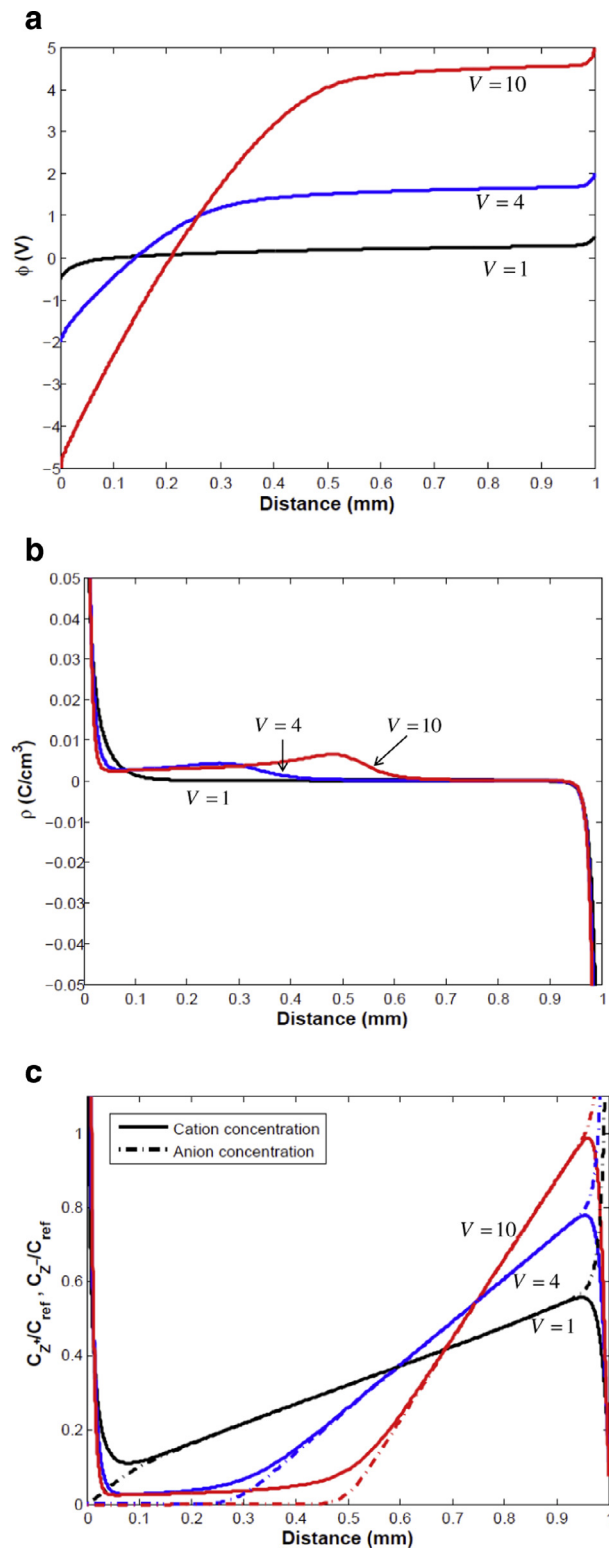 a
5
4
3
2
1
0
−1
−2
−3
−4
−5
ϕ (V)
V = 10
V = 4
V = 1
0 0.1 0.2 0.3 0.4 0.5 0.6 0.7 0.8 0.9 1
Distance (mm)
b
0.05
0.04
0.03
0.02
0.01
0
−0.01
−0.02
−0.03
−0.04
−0.05
ρ (C/cm³)
V = 4
V = 10
V = 1
0 0.1 0.2 0.3 0.4 0.5 0.6 0.7 0.8 0.9 1
Distance (mm)
c
Cation concentration
Anion concentration
1
0.8
0.6
0.4
0.2
0
C_Z⁺/C_ref , C_Z⁻/C_ref
V = 10
V = 4
V = 1
0 0.1 0.2 0.3 0.4 0.5 0.6 0.7 0.8 0.9 1
Distance (mm)